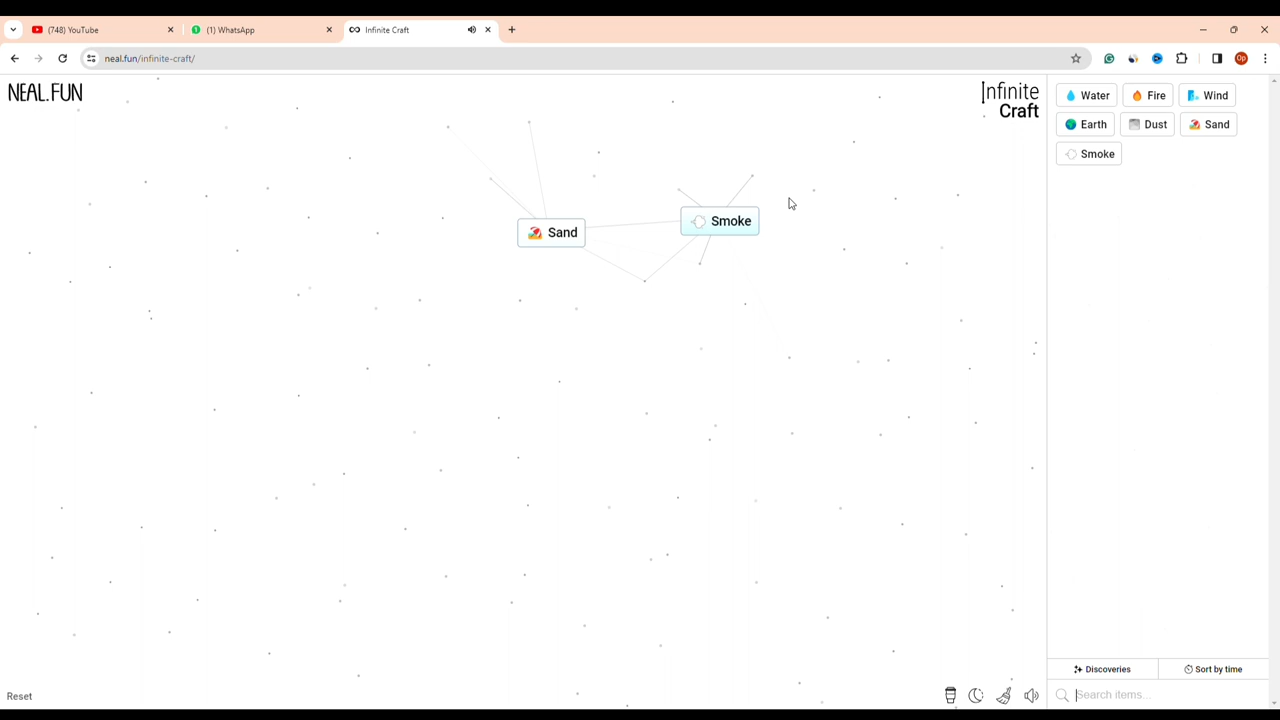 (748) YouTube
(1) WhatsApp
Infinite Craft
neal.fun/infinite-craft/
Op
NEAL.FUN
Infinite
Craft
Water
Fire
Wind
Earth
Dust
Sand
Smoke
Sand
Smoke
Discoveries
Sort by time
Reset
Search items...